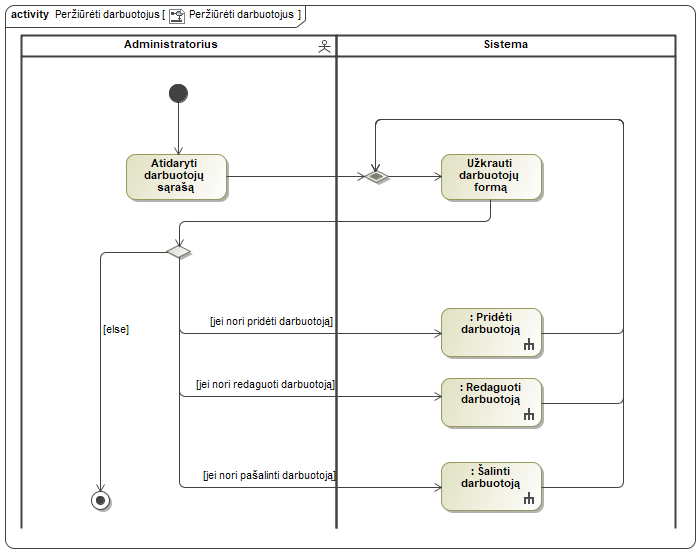 activity Peržiūrėti darbuotojus [ Peržiūrėti darbuotojus ]
Administratorius
Sistema
Atidaryti
darbuotojų
sąrašą
Užkrauti
darbuotojų
formą
[else]
[jei nori pridėti darbuotoją]
: Pridėti
darbuotoją
[jei nori redaguoti darbuotoją]
: Redaguoti
darbuotoją
[jei nori pašalinti darbuotoją]
: Šalinti
darbuotoją